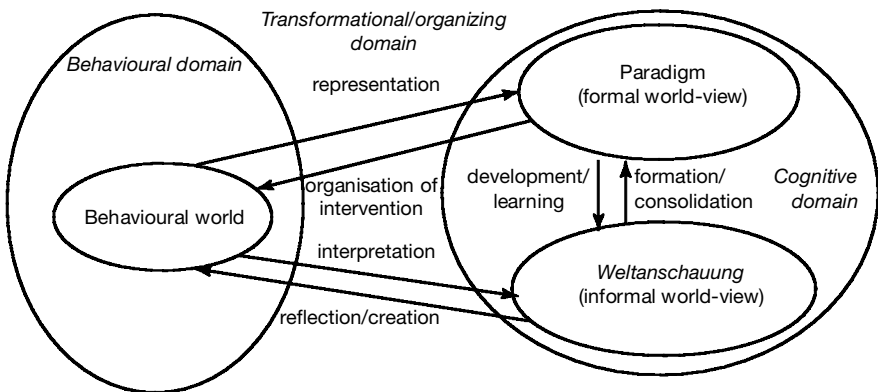 Transformational/organizing
domain
Behavioural domain
representation
Paradigm
(formal world-view)
organisation of
intervention
development/
learning
formation/
consolidation
Cognitive
domain
Behavioural world
interpretation
Weltanschauung
(informal world-view)
reflection/creation